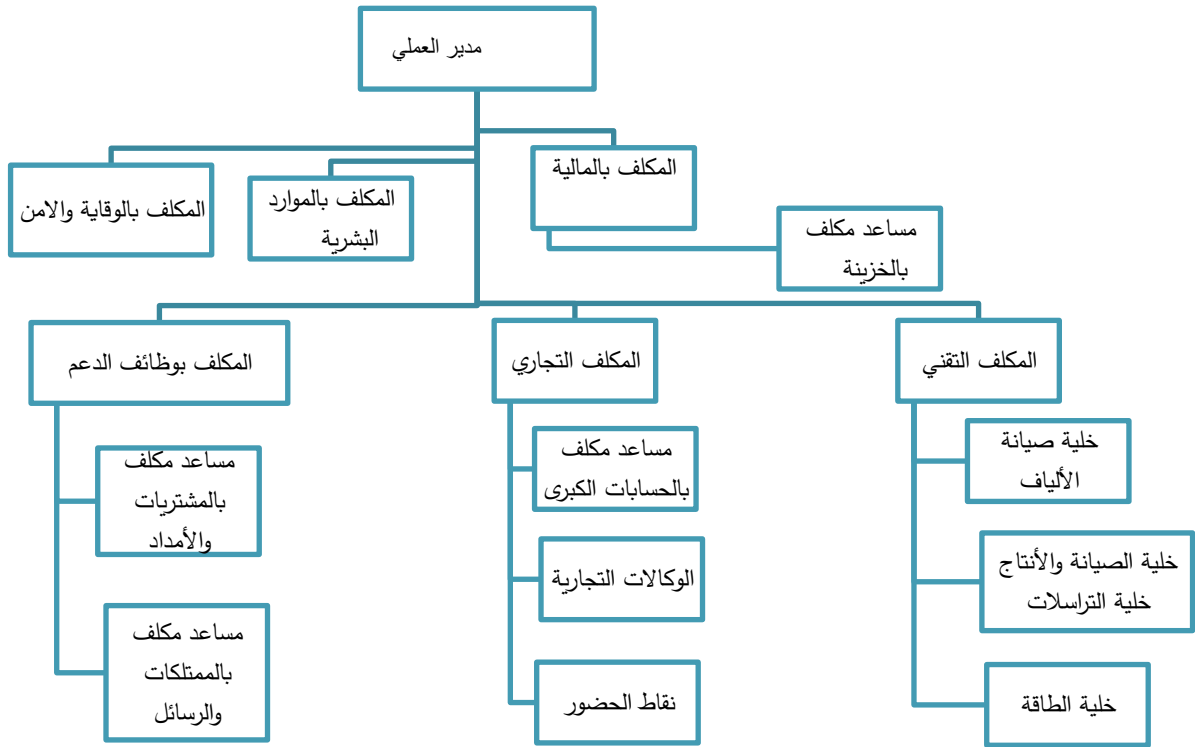 مدير العملي
المكلف بالمالية
المكلف بالموارد
البشرية
المكلف بالوقاية والامن
مساعد مكلف
بالخزينة
المكلف التقني
المكلف التجاري
المكلف بوظائف الدعم
خلية صيانة
الألياف
خلية الصيانة والأنتاج
خلية التراسلات
خلية الطاقة
مساعد مكلف
بالحسابات الكبرى
الوكالات التجارية
نقاط الحضور
مساعد مكلف
بالمشتريات
والأمداد
مساعد مكلف
بالممتلكات
والرسائل